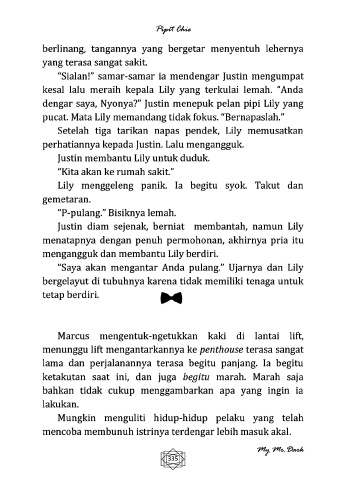 Pipit Chie
berlinang, tangannya yang bergetar menyentuh lehernya
yang terasa sangat sakit.
"Sialan!" samar-samar ia mendengar Justin mengumpat
kesal lalu meraih kepala Lily yang terkulai lemah. "Anda
dengar saya, Nyonya?" Justin menepuk pelan pipi Lily yang
pucat. Mata Lily memandang tidak fokus. "Bernapaslah."
Setelah tiga tarikan napas pendek, Lily memusatkan
perhatiannya kepada Justin. Lalu mengangguk.
Justin membantu Lily untuk duduk.
"Kita akan ke rumah sakit."
Lily menggeleng panik. Ia begitu syok. Takut dan
gemetaran.
"P-pulang." Bisiknya lemah.
Justin diam sejenak, berniat membantah, namun Lily
menatapnya dengan penuh permohonan, akhirnya pria itu
mengangguk dan membantu Lily berdiri.
"Saya akan mengantar Anda pulang." Ujarnya dan Lily
bergelayut di tubuhnya karena tidak memiliki tenaga untuk
tetap berdiri.
Marcus mengentuk-ngetukkan kaki di lantai lift,
menunggu lift mengantarkannya ke penthouse terasa sangat
lama dan perjalanannya terasa begitu panjang. Ia begitu
ketakutan saat ini, dan juga begitu marah. Marah saja
bahkan tidak cukup menggambarkan apa yang ingin ia
lakukan.
Mungkin menguliti hidup-hidup pelaku yang telah
mencoba membunuh istrinya terdengar lebih masuk akal.
My Mr. Dark
335